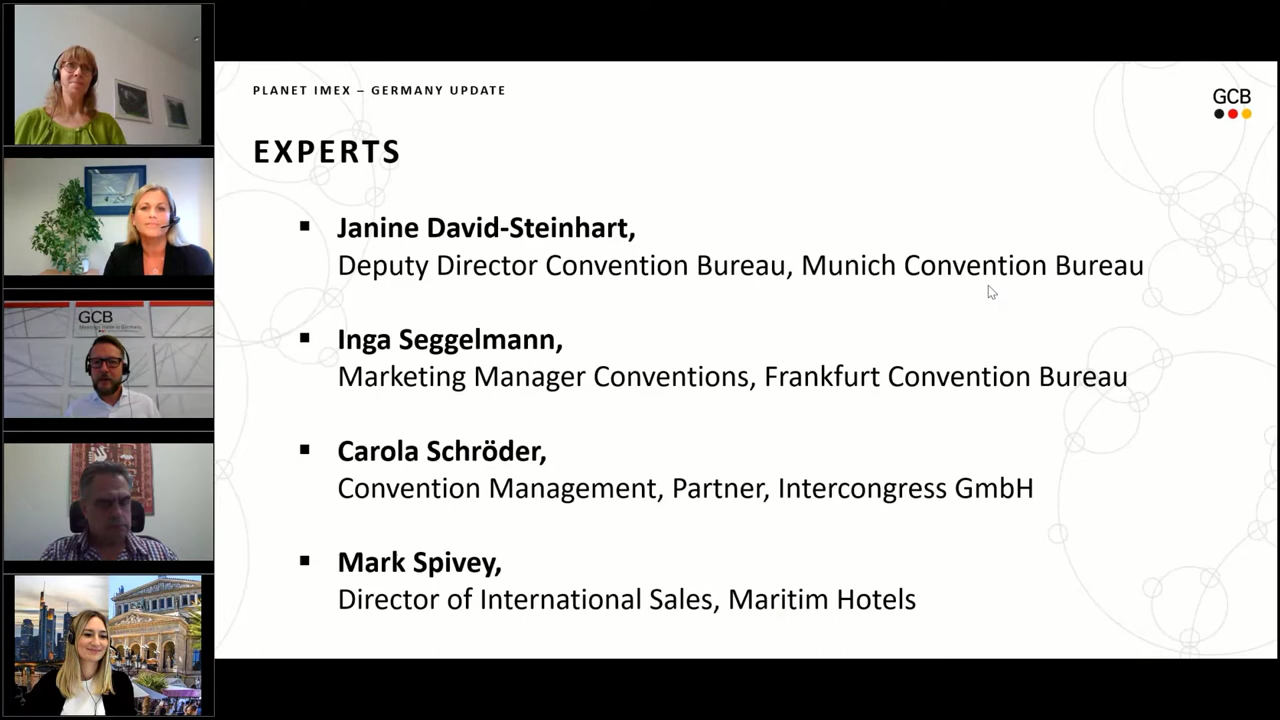 PLANET IMEX – GERMANY UPDATE
GCB
EXPERTS
▪ Janine David-Steinhart,
Deputy Director Convention Bureau, Munich Convention Bureau
▪ Inga Seggelmann,
Marketing Manager Conventions, Frankfurt Convention Bureau
▪ Carola Schröder,
Convention Management, Partner, Intercongress GmbH
▪ Mark Spivey,
Director of International Sales, Maritim Hotels
GCB